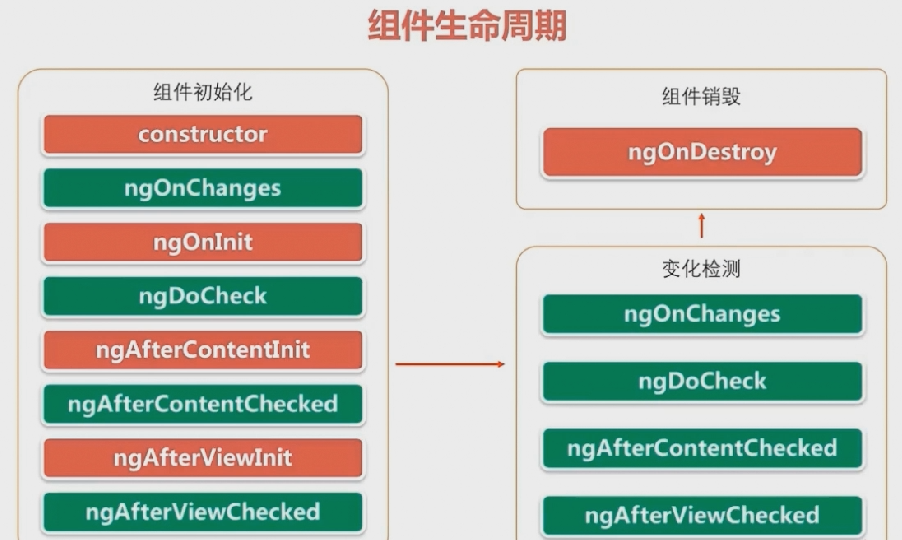 组件生命周期
组件初始化
constructor
ngOnChanges
ngOnInit
ngDoCheck
ngAfterContentInit
ngAfterContentChecked
ngAfterViewInit
ngAfterViewChecked
组件销毁
ngOnDestroy
变化检测
ngOnChanges
ngDoCheck
ngAfterContentChecked
ngAfterViewChecked